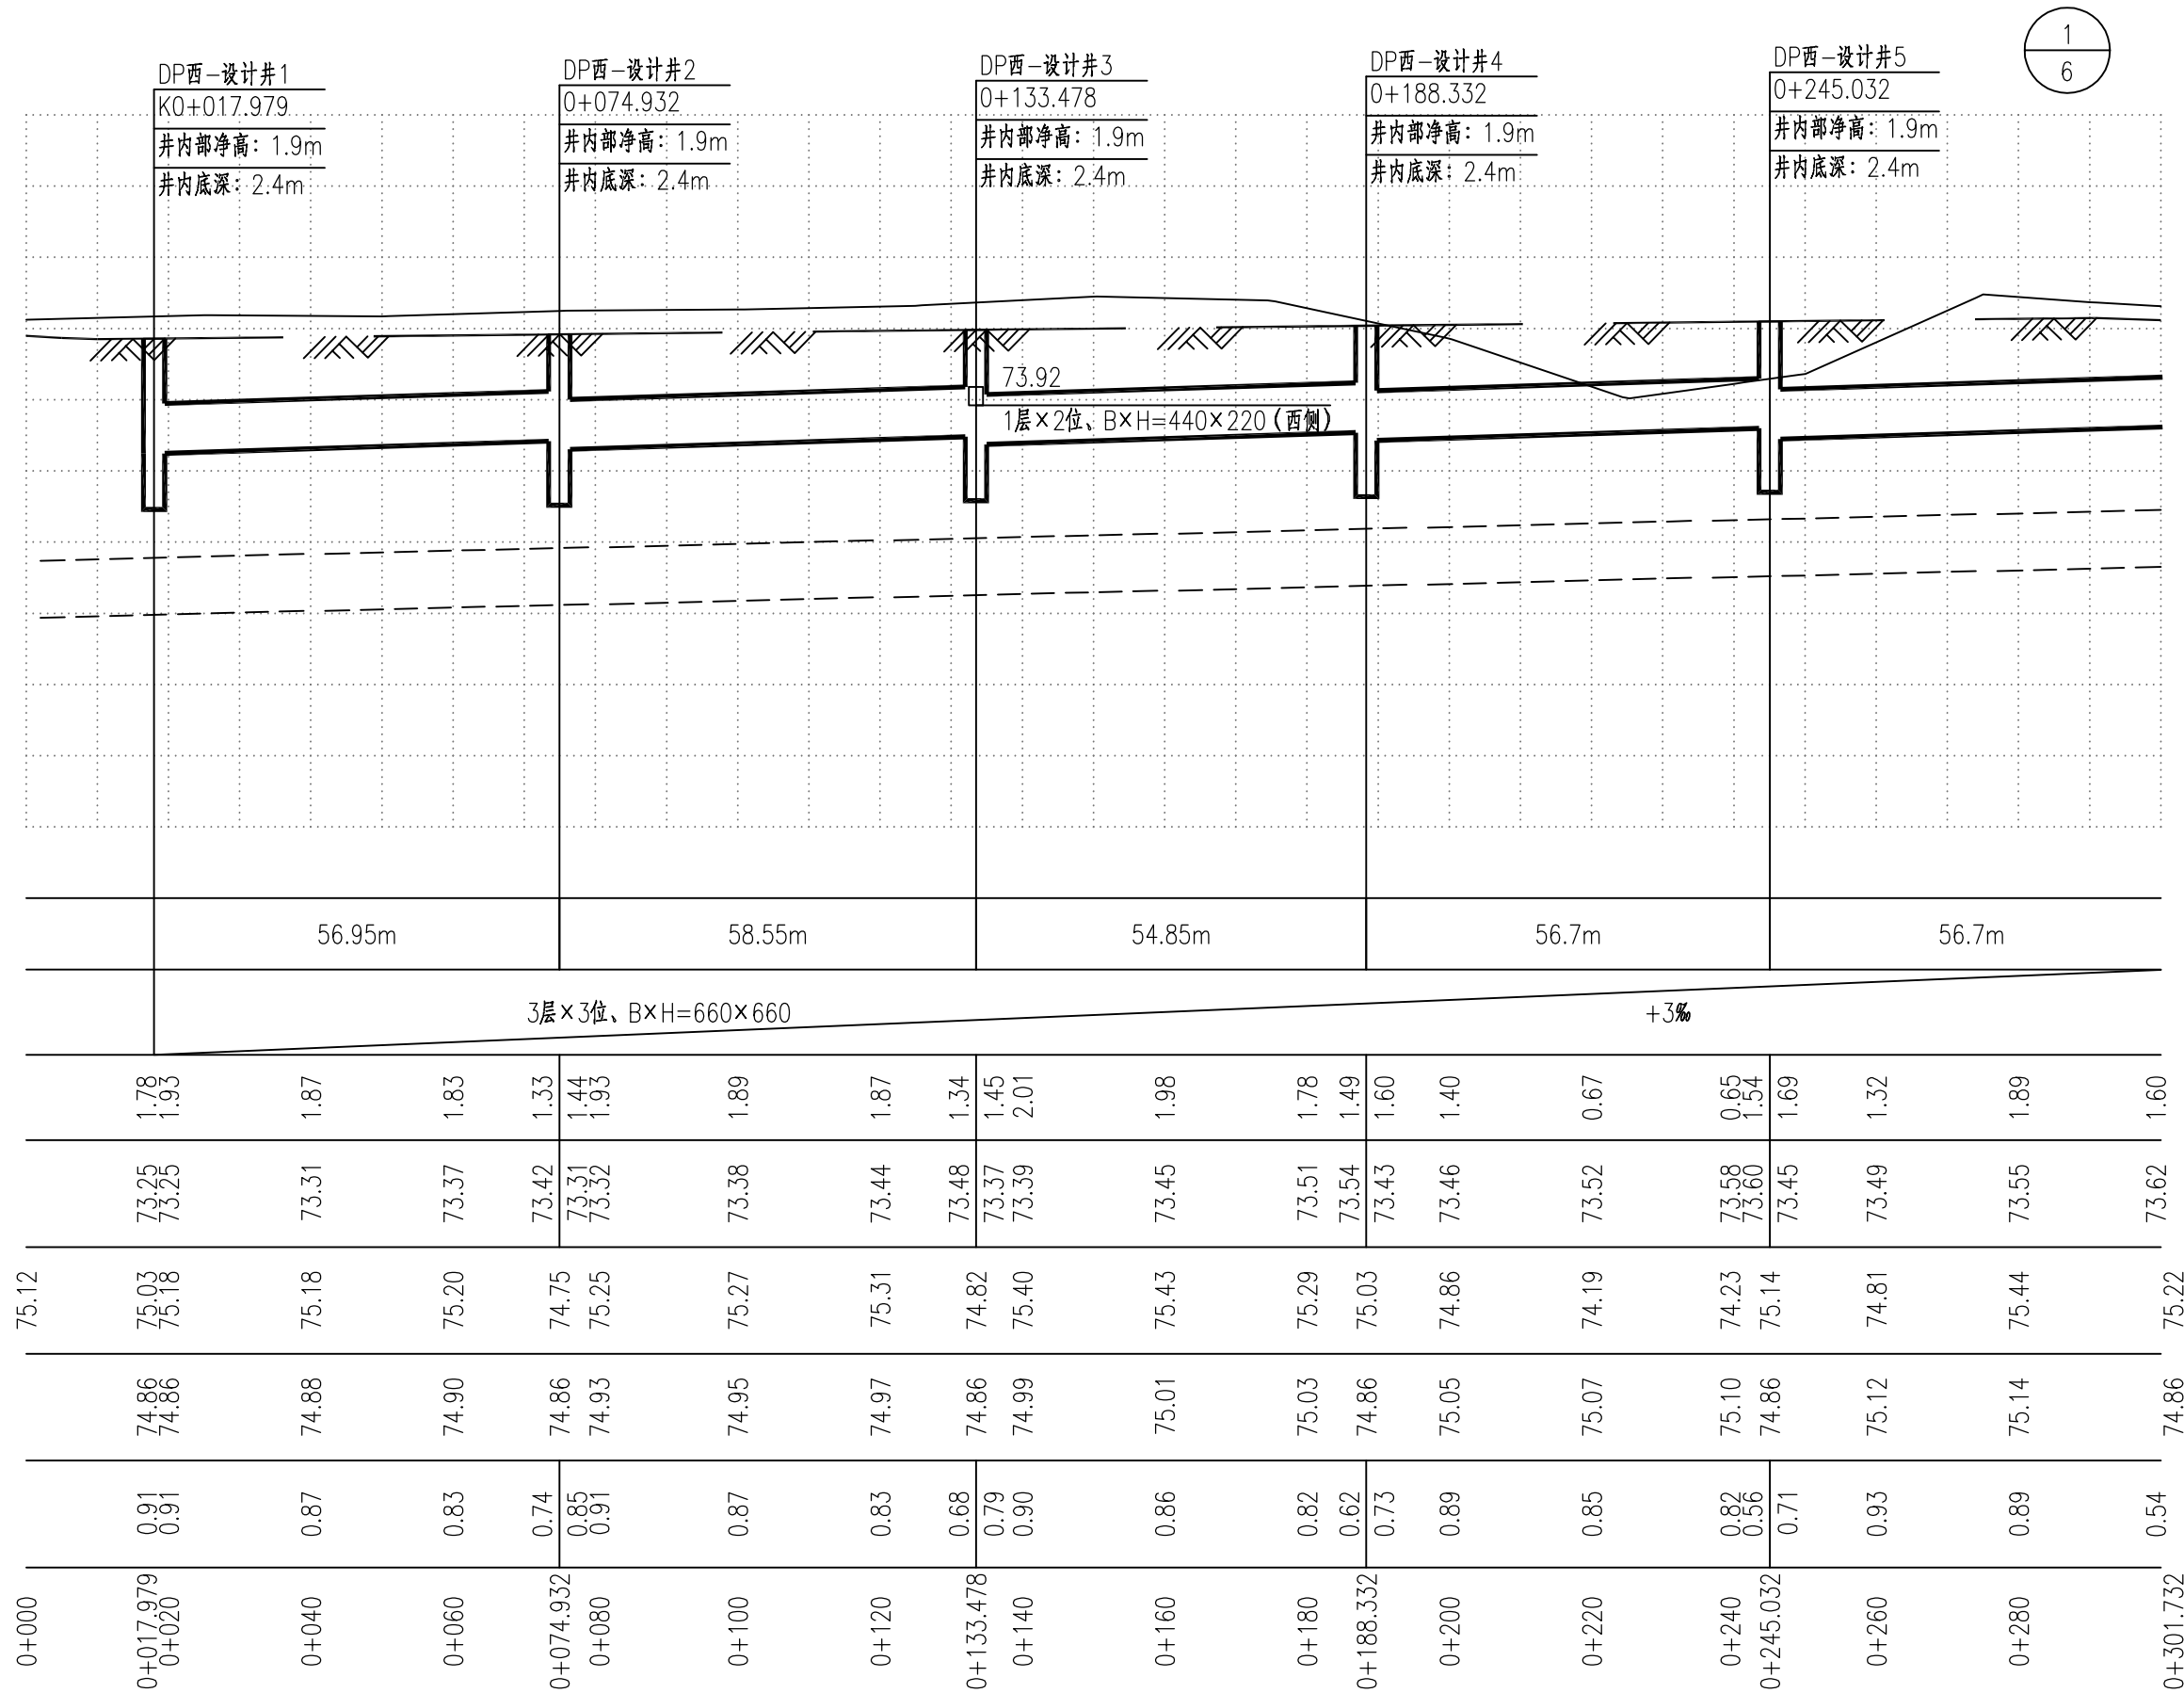 1
6
DP西-设计井1
K0+017.979
井内部净高：1.9m
井内底深：2.4m
DP西-设计井2
0+074.932
井内部净高：1.9m
井内底深：2.4m
DP西-设计井3
0+133.478
井内部净高：1.9m
井内底深：2.4m
DP西-设计井4
0+188.332
井内部净高：1.9m
井内底深：2.4m
DP西-设计井5
0+245.032
井内部净高：1.9m
井内底深：2.4m
73.92
1层×2位、B×H=440×220（西侧）
56.95m 58.55m 54.85m 56.7m 56.7m
3层×3位、B×H=660×660 +3‰
1.78 1.93 1.87 1.83 1.33 1.44 1.93 1.89 1.87 1.34 1.45 2.01 1.98 1.78 1.49 1.60 1.40 0.67 0.65 1.54 1.69 1.32 1.89 1.60
73.25 73.25 73.31 73.37 73.42 73.31 73.32 73.38 73.44 73.48 73.37 73.39 73.45 73.51 73.54 73.43 73.46 73.52 73.58 73.60 73.45 73.49 73.55 73.62
75.12 75.03 75.18 75.18 75.20 74.75 75.25 75.27 75.31 74.82 75.40 75.43 75.29 75.03 74.86 74.19 74.23 75.14 74.81 75.44 75.22
74.86 74.86 74.88 74.90 74.86 74.93 74.95 74.97 74.86 74.99 75.01 75.03 74.86 75.05 75.07 75.10 74.86 75.12 75.14 74.86
0.91 0.91 0.87 0.83 0.74 0.85 0.91 0.87 0.83 0.68 0.79 0.90 0.86 0.82 0.62 0.73 0.89 0.85 0.82 0.56 0.71 0.93 0.89 0.54
0+000 0+017.979 0+020 0+040 0+060 0+074.932 0+080 0+100 0+120 0+133.478 0+140 0+160 0+180 0+188.332 0+200 0+220 0+240 0+245.032 0+260 0+280 0+301.732